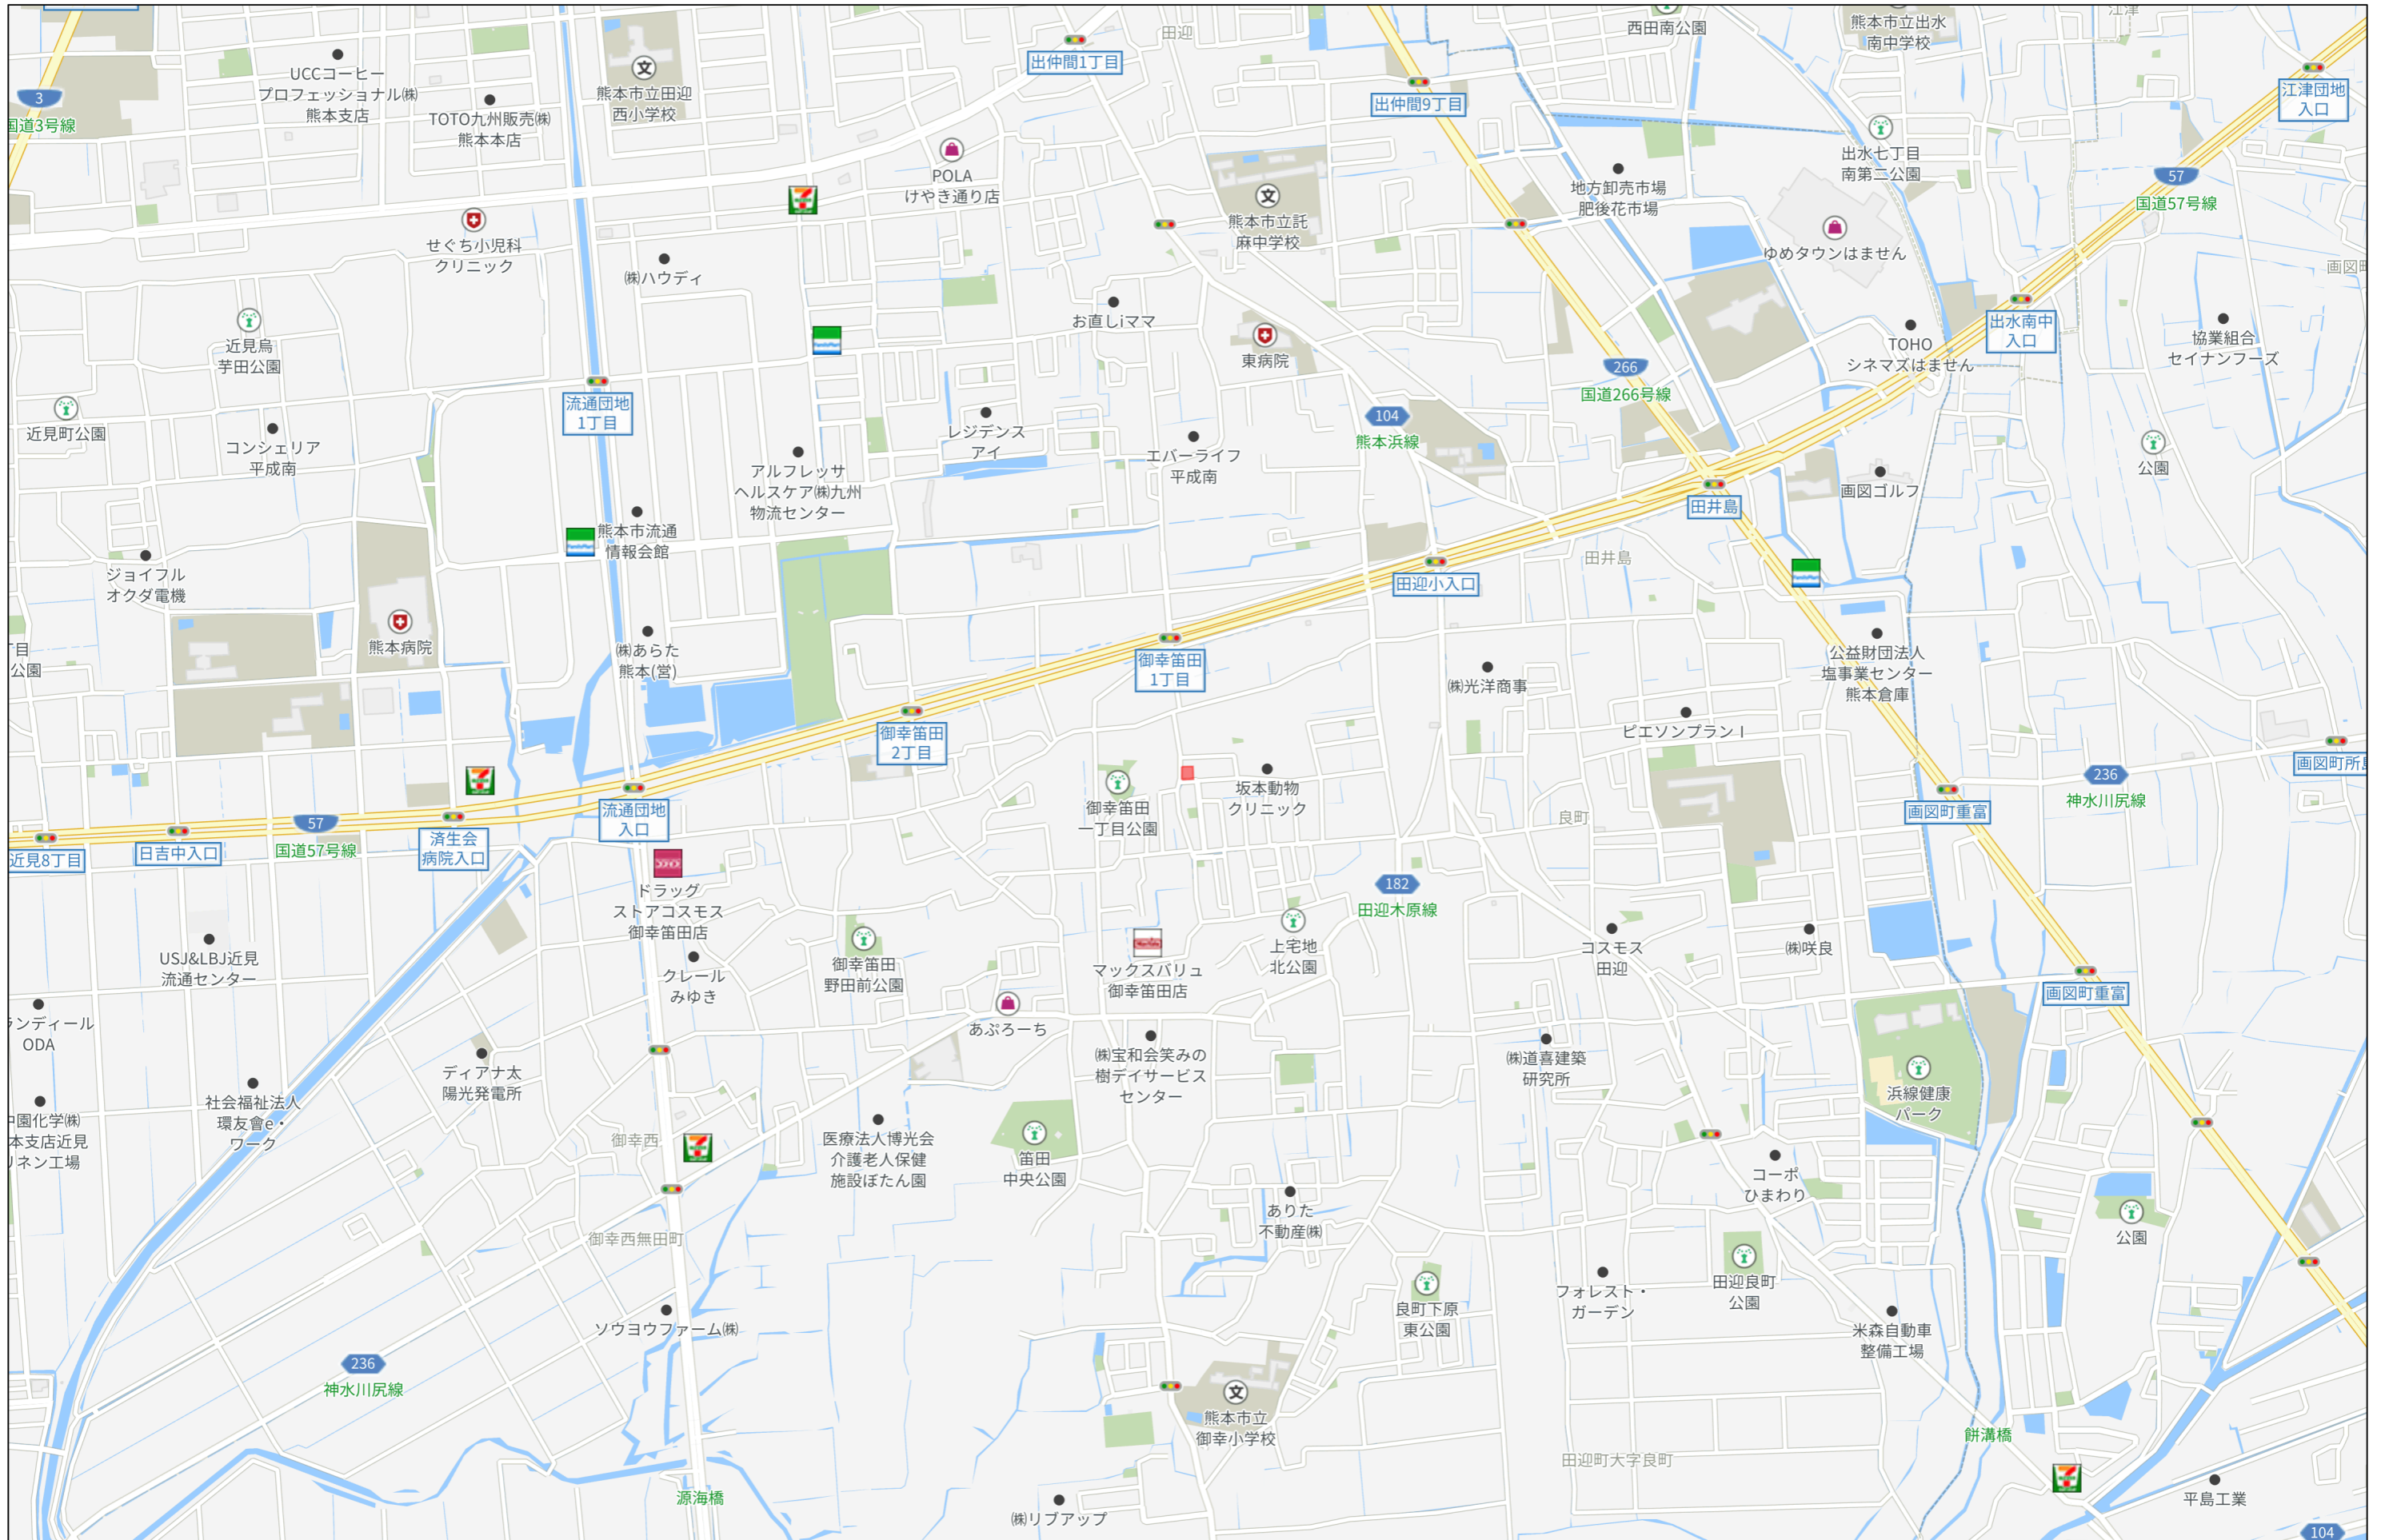 田迎
西田南公園
熊本市立出水
南中学校
江津
UCCコーヒー
プロフェッショナル㈱
熊本支店
TOTO九州販売㈱
熊本本店
熊本市立田迎
西小学校
出仲間1丁目
出仲間9丁目
江津団地
入口
3
国道3号線
POLA
けやき通り店
熊本市立託
麻中学校
地方卸売市場
肥後花市場
出水七丁目
南第二公園
57
国道57号線
せぐち小児科
クリニック
㈱ハウディ
ゆめタウンはません
画図町
近見烏
芋田公園
お直しiママ
東病院
266
国道266号線
TOHO
シネマズはません
出水南中
入口
協業組合
セイナンフーズ
流通団地
1丁目
近見町公園
コンシェリア
平成南
レジデンス
アイ
エバーライフ
平成南
104
熊本浜線
公園
アルフレッサ
ヘルスケア㈱九州
物流センター
田井島
画図ゴルフ
熊本市流通
情報会館
ジョイフル
オクダ電機
田迎小入口
田井島
丁目
公園
熊本病院
㈱あらた
熊本(営)
御幸笛田
1丁目
㈱光洋商事
公益財団法人
塩事業センター
熊本倉庫
御幸笛田
2丁目
ピエソンプランⅠ
画図町所島
坂本動物
クリニック
御幸笛田
一丁目公園
236
神水川尻線
画図町重富
良町
流通団地
入口
57
国道57号線
近見8丁目
日吉中入口
済生会
病院入口
ドラッグ
ストアコスモス
御幸笛田店
182
田迎木原線
USJ&LBJ近見
流通センター
クレール
みゆき
御幸笛田
野田前公園
マックスバリュ
御幸笛田店
上宅地
北公園
コスモス
田迎
㈱咲良
画図町重富
ランディール
ODA
あぷろーち
㈱宝和会笑みの
樹デイサービス
センター
㈱道喜建築
研究所
浜線健康
パーク
ディアナ太
陽光発電所
社会福祉法人
環友會e・
ワーク
中園化学㈱
本支店近見
リネン工場
御幸西
医療法人博光会
介護老人保健
施設ぼたん園
笛田
中央公園
コーポ
ひまわり
ありた
不動産㈱
公園
御幸西無田町
良町下原
東公園
フォレスト・
ガーデン
田迎良町
公園
米森自動車
整備工場
ソウヨウファーム㈱
236
神水川尻線
熊本市立
御幸小学校
餅溝橋
田迎町大字良町
源海橋
㈱リブアップ
平島工業
104